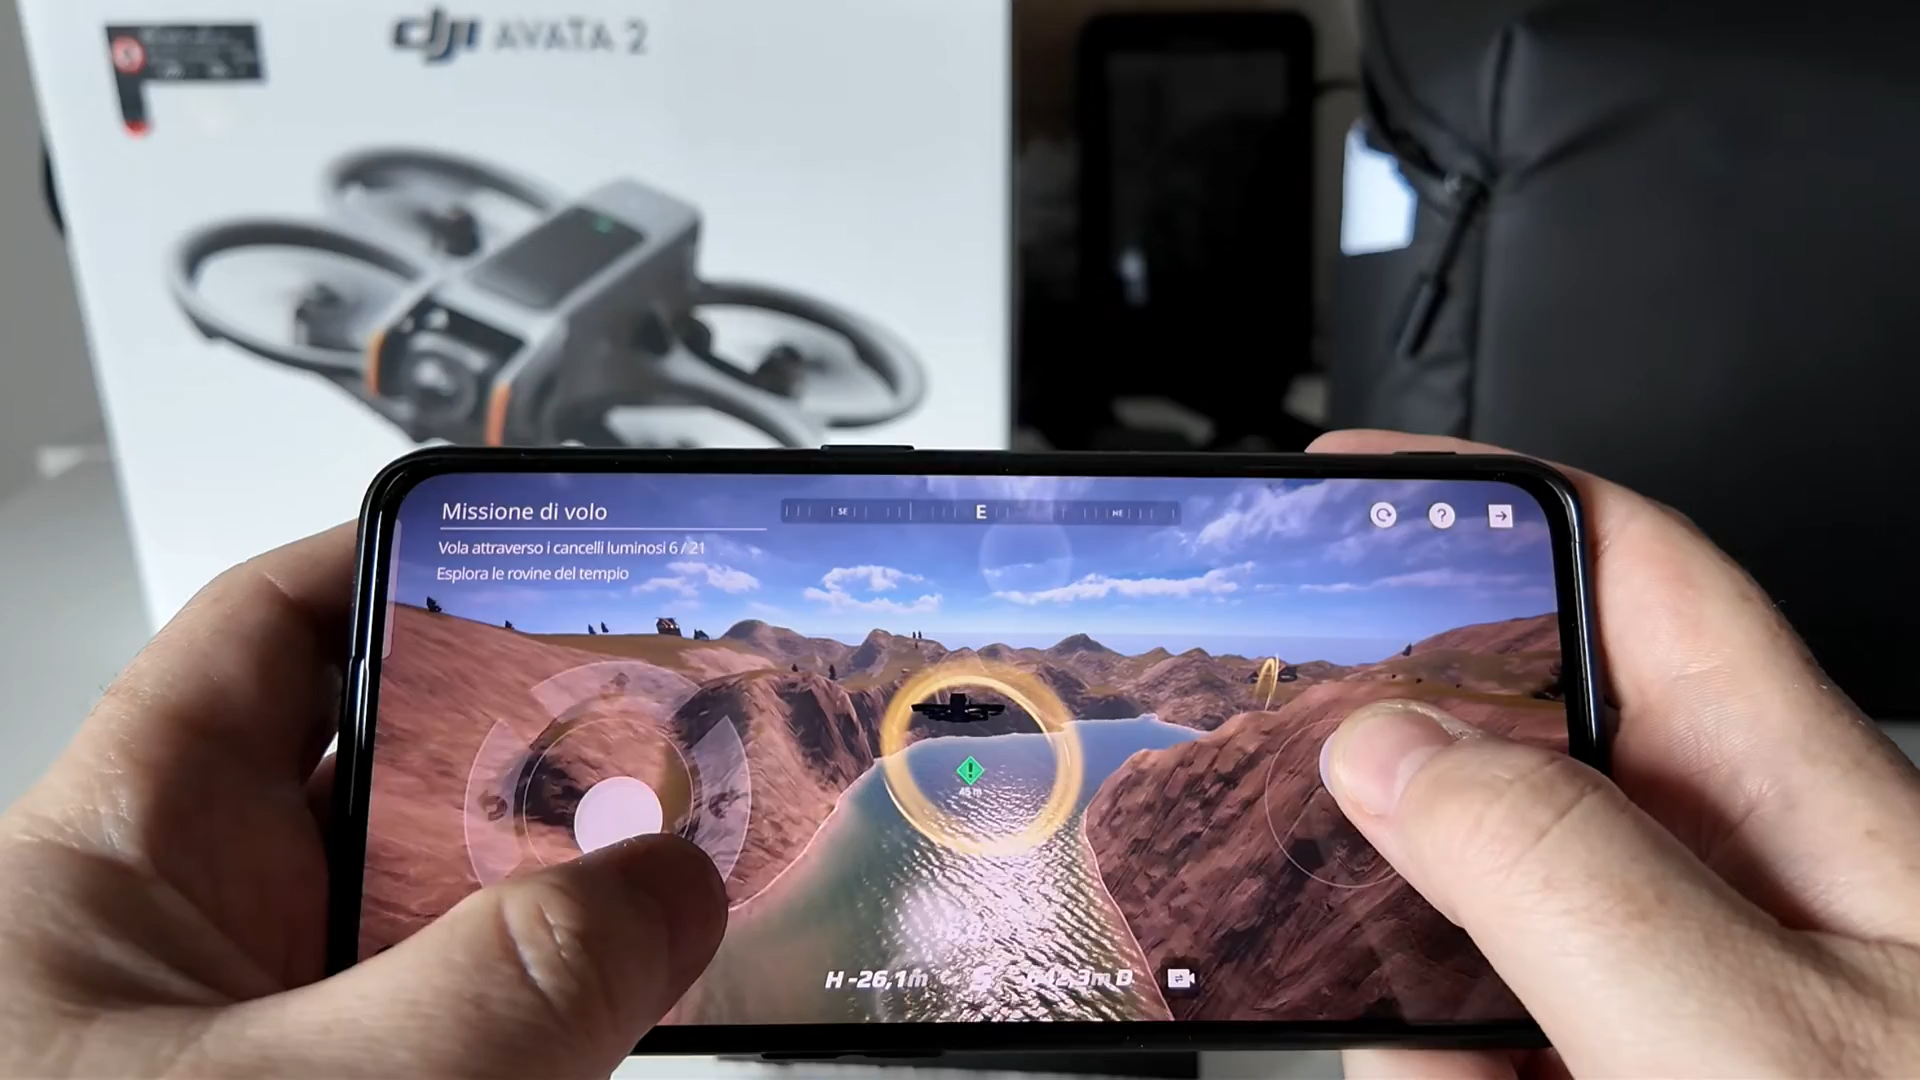 dji AVATA 2
Missione di volo
SE E NE
?
Vola attraverso i cancelli luminosi 6 / 21
Esplora le rovine del tempio
45 m
H -26,1m
D